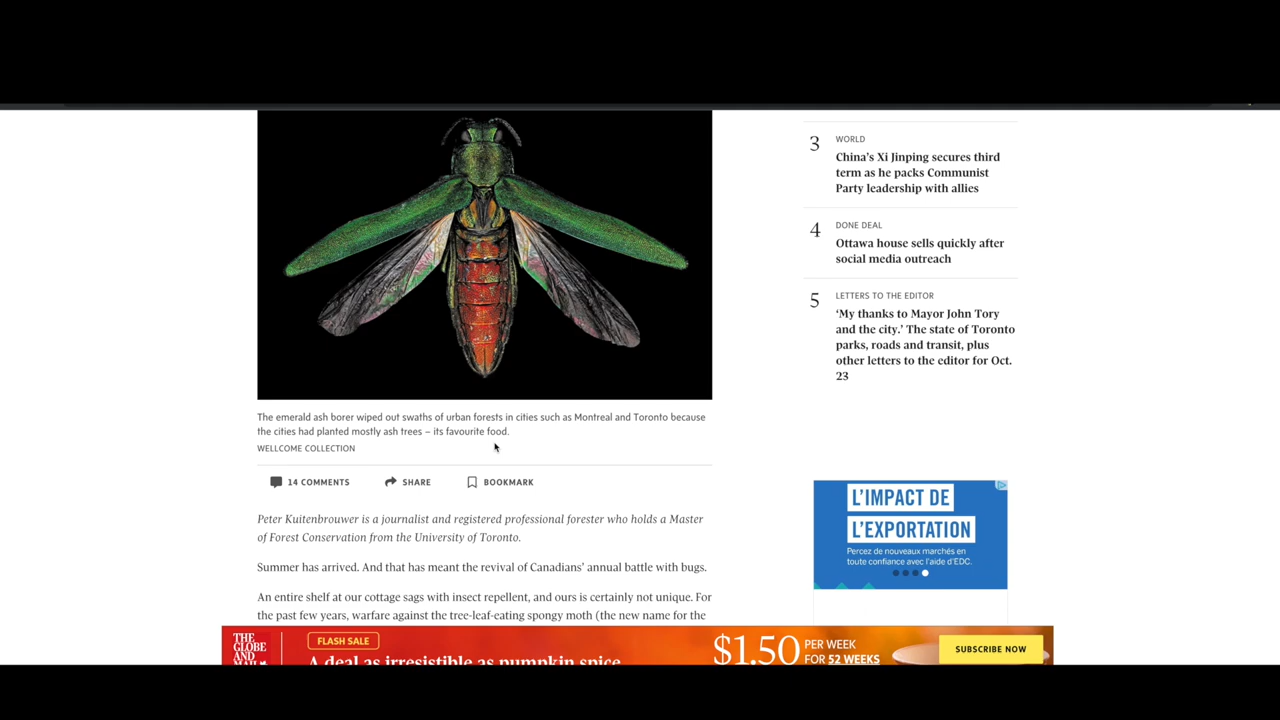 The emerald ash borer wiped out swaths of urban forests in cities such as Montreal and Toronto because
the cities had planted mostly ash trees – its favourite food.
WELLCOME COLLECTION
14 COMMENTS
SHARE
BOOKMARK
Peter Kuitenbrouwer is a journalist and registered professional forester who holds a Master
of Forest Conservation from the University of Toronto.
Summer has arrived. And that has meant the revival of Canadians’ annual battle with bugs.
An entire shelf at our cottage sags with insect repellent, and ours is certainly not unique. For
the past few years, warfare against the tree-leaf-eating spongy moth (the new name for the
3
WORLD
China’s Xi Jinping secures third
term as he packs Communist
Party leadership with allies
4
DONE DEAL
Ottawa house sells quickly after
social media outreach
5
LETTERS TO THE EDITOR
‘My thanks to Mayor John Tory
and the city.’ The state of Toronto
parks, roads and transit, plus
other letters to the editor for Oct.
23
L’IMPACT DE
L’EXPORTATION
Percez de nouveaux marchés en
toute confiance avec l’aide d’EDC.
THE
GLOBE
AND
MAIL
FLASH SALE
A deal as irresistible as pumpkin spice
$1.50
PER WEEK
FOR 52 WEEKS
SUBSCRIBE NOW